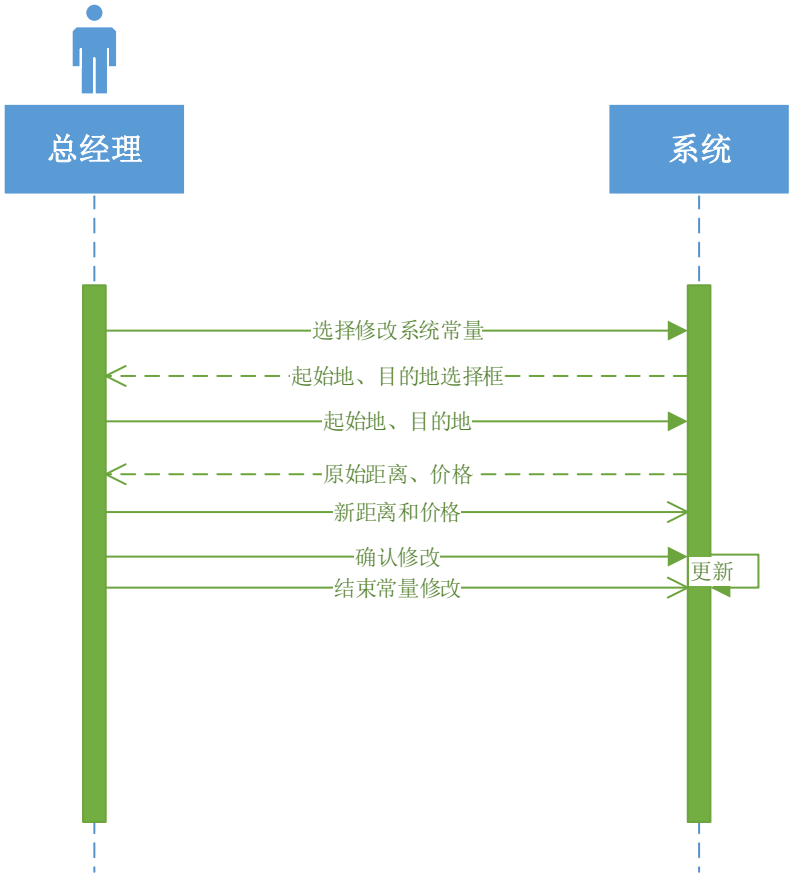 总经理
系统
选择修改系统常量
起始地、目的地选择框
起始地、目的地
原始距离、价格
新距离和价格
确认修改
更新
结束常量修改